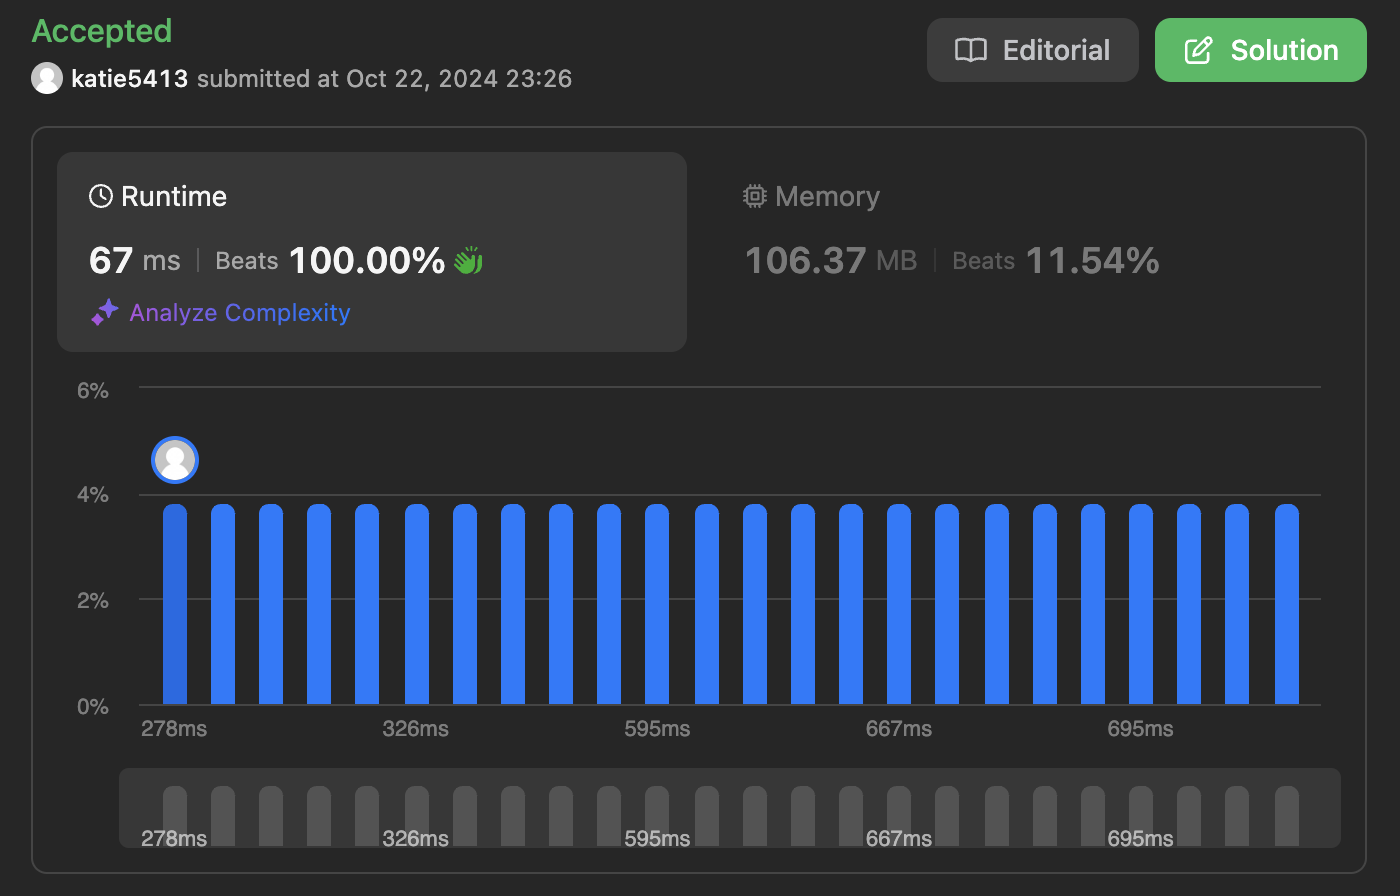 Accepted
katie5413 submitted at Oct 22, 2024 23:26
Editorial
Solution
Runtime
67 ms | Beats 100.00%
Analyze Complexity
Memory
106.37 MB | Beats 11.54%
6%
4%
2%
0%
278ms 326ms 595ms 667ms 695ms
278ms 326ms 595ms 667ms 695ms